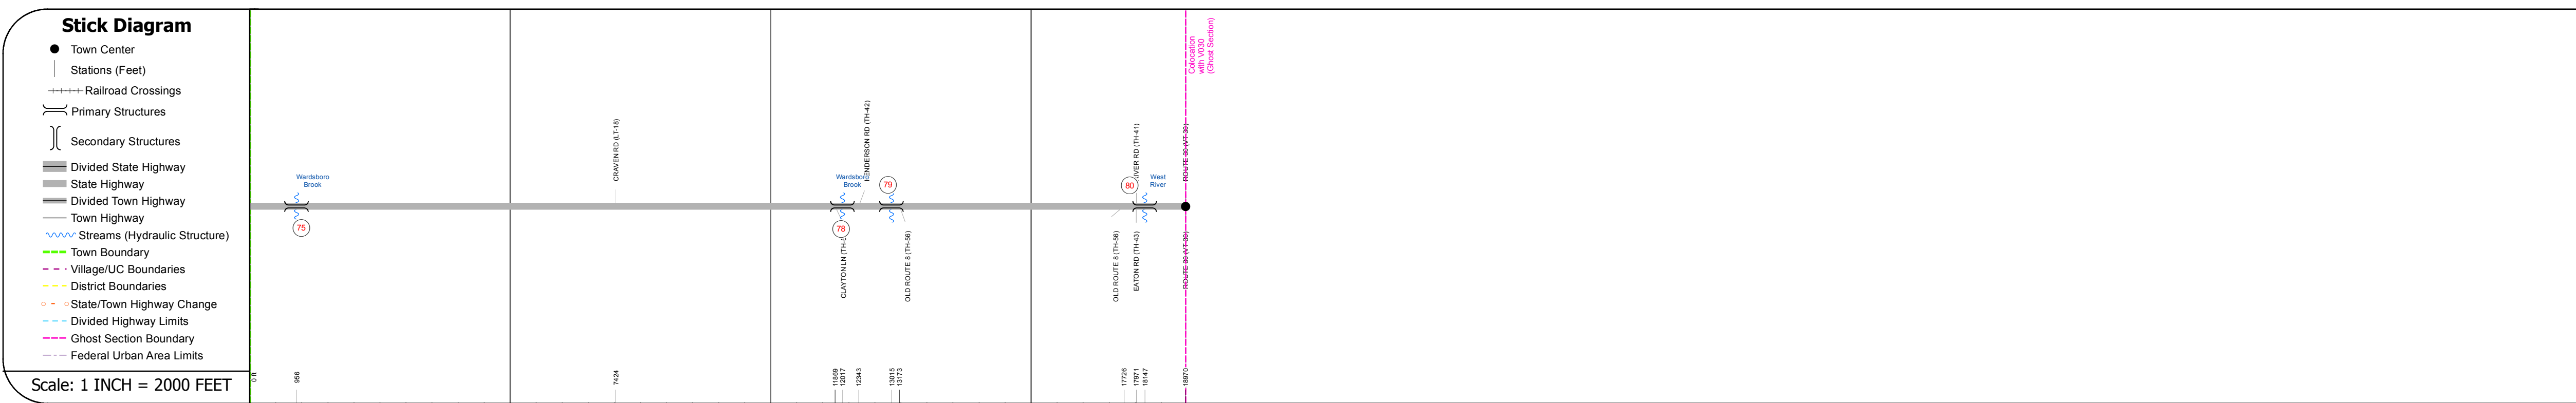 Stick Diagram
Town Center
Stations (Feet)
Railroad Crossings
Primary Structures
Secondary Structures
Divided State Highway
State Highway
Divided Town Highway
Town Highway
Streams (Hydraulic Structure)
Town Boundary
Village/UC Boundaries
District Boundaries
State/Town Highway Change
Divided Highway Limits
Ghost Section Boundary
Federal Urban Area Limits
Scale: 1 INCH = 2000 FEET
Wardsboro
Brook
75
CRAVEN RD (LT-18)
Wardsboro
Brook
78
CLAYTON LN
HENDERSON RD (TH-42)
79
OLD ROUTE 8 (TH-56)
OLD ROUTE 8 (TH-56)
80
RD (TH-41)
EATON RD (TH-43)
West
River
ROUTE 30 (VT-30)
ROUTE 30 (VT-30)
Colocation
with V030
(Ghost Section)
0 ft
956
7424
11869
12017
12343
13015
13173
17726
17971
18147
18970